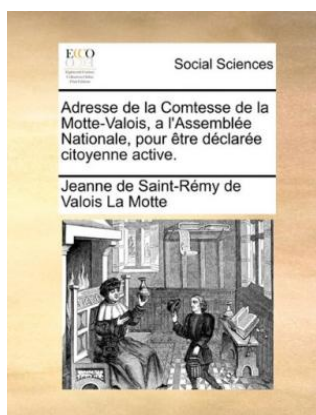 ECCO
Social Sciences
Adresse de la Comtesse de la
Motte-Valois, a l'Assemblée
Nationale, pour être déclarée
citoyenne active.
Jeanne de Saint-Rémy de
Valois La Motte